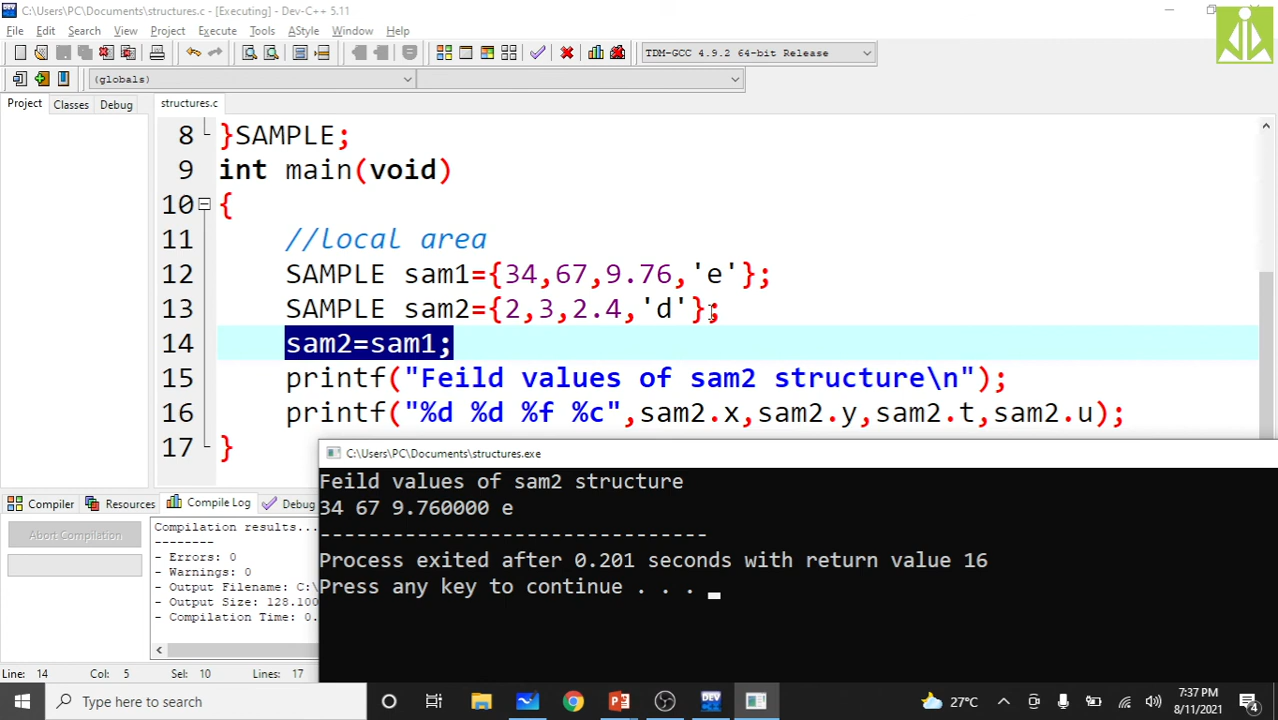 C:\Users\PC\Documents\structures.c - [Executing] - Dev-C++ 5.11
File Edit Search View Project Execute Tools AStyle Window Help
TDM-GCC 4.9.2 64-bit Release
(globals)
Project Classes Debug structures.c
8 }SAMPLE;
9 int main(void)
10 {
11 //local area
12 SAMPLE sam1={34,67,9.76,'e'};
13 SAMPLE sam2={2,3,2.4,'d'};
14 sam2=sam1;
15 printf("Feild values of sam2 structure\n");
16 printf("%d %d %f %c",sam2.x,sam2.y,sam2.t,sam2.u);
17 }
Compiler Resources Compile Log Debug
Abort Compilation
Compilation results...
--------
- Errors: 0
- Warnings: 0
- Output Filename: C:\
- Output Size: 128.100
- Compilation Time: 0.
C:\Users\PC\Documents\structures.exe
Feild values of sam2 structure
34 67 9.760000 e
--------------------------------
Process exited after 0.201 seconds with return value 16
Press any key to continue . . .
Line: 14 Col: 5 Sel: 10 Lines: 17
Type here to search
27°C
7:37 PM
8/11/2021
4